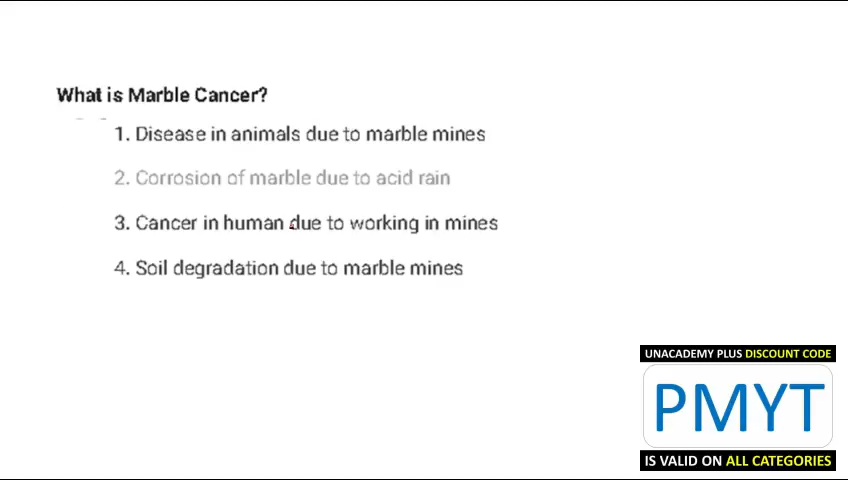 What is Marble Cancer?
1. Disease in animals due to marble mines
2. Corrosion of marble due to acid rain
3. Cancer in human due to working in mines
4. Soil degradation due to marble mines
UNACADEMY PLUS DISCOUNT CODE
PMYT
IS VALID ON ALL CATEGORIES